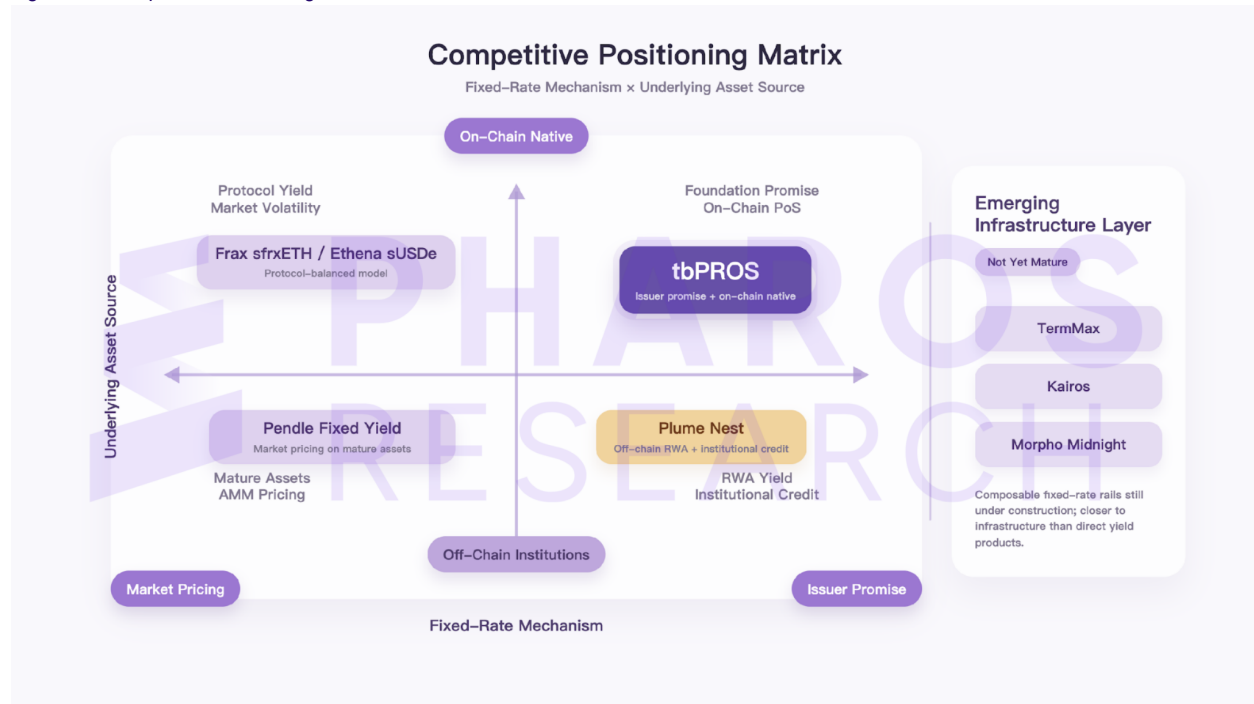 Competitive Positioning Matrix
Fixed-Rate Mechanism × Underlying Asset Source
On-Chain Native
Protocol Yield
Market Volatility
Foundation Promise
On-Chain PoS
Frax sfrxETH / Ethena sUSDe
Protocol-balanced model
tbPROS
Issuer promise + on-chain native
Underlying Asset Source
Pendle Fixed Yield
Market pricing on mature assets
Mature Assets
AMM Pricing
Plume Nest
Off-chain RWA + institutional credit
RWA Yield
Institutional Credit
Off-Chain Institutions
Market Pricing
Issuer Promise
Fixed-Rate Mechanism
Emerging
Infrastructure Layer
Not Yet Mature
TermMax
Kairos
Morpho Midnight
Composable fixed-rate rails still
under construction; closer to
infrastructure than direct yield
products.
PHAROS
RESEARCH